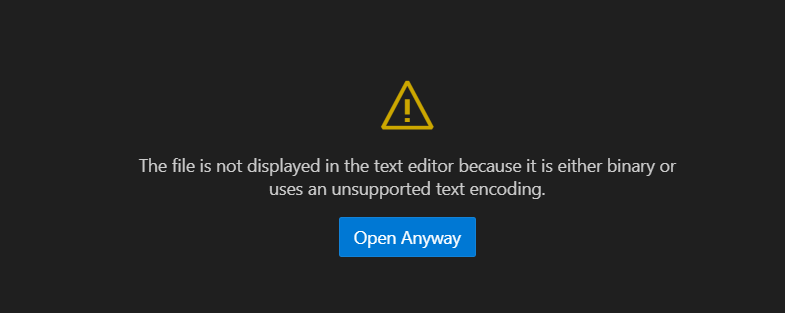 The file is not displayed in the text editor because it is either binary or
uses an unsupported text encoding.
Open Anyway